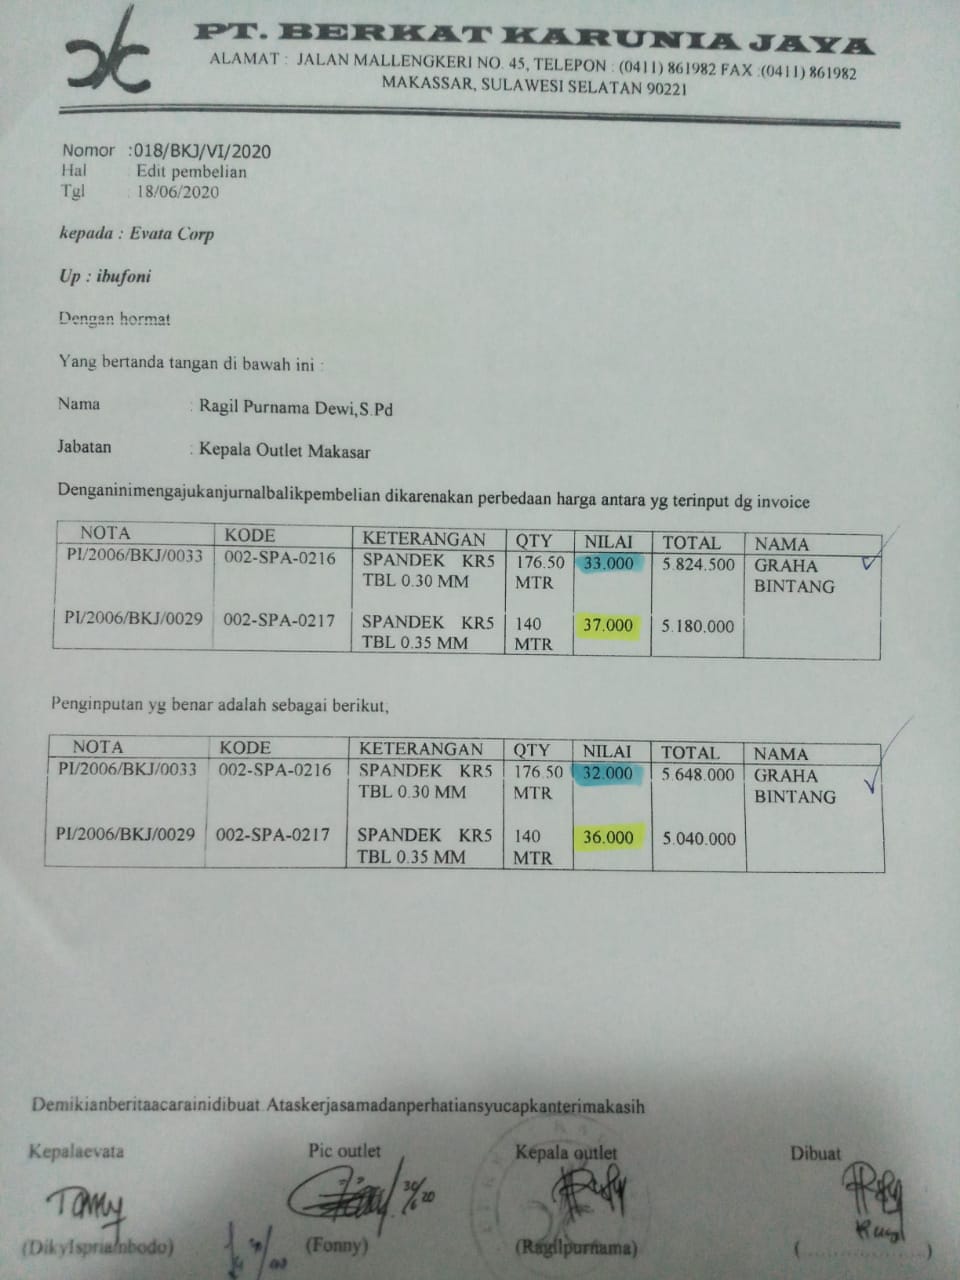 PT. BERKAT KARUNIA JAYA
ALAMAT : JALAN MALLENGKERI NO. 45, TELEPON : (0411) 861982 FAX :(0411) 861982
MAKASSAR, SULAWESI SELATAN 90221
Nomor :018/BKJ/VI/2020
Hal : Edit pembelian
Tgl : 18/06/2020
kepada : Evata Corp
Up : ibufoni
Dengan hormat
Yang bertanda tangan di bawah ini :
Nama : Ragil Purnama Dewi,S.Pd
Jabatan : Kepala Outlet Makasar
Denganinimengajukanjurnalbalikpembelian dikarenakan perbedaan harga antara yg terinput dg invoice
NOTA KODE KETERANGAN QTY NILAI TOTAL NAMA
PI/2006/BKJ/0033 002-SPA-0216 SPANDEK KR5 176.50 33.000 5.824.500 GRAHA
TBL 0.30 MM MTR BINTANG
PI/2006/BKJ/0029 002-SPA-0217 SPANDEK KR5 140 37.000 5.180.000
TBL 0.35 MM MTR
Penginputan yg benar adalah sebagai berikut,
NOTA KODE KETERANGAN QTY NILAI TOTAL NAMA
PI/2006/BKJ/0033 002-SPA-0216 SPANDEK KR5 176.50 32.000 5.648.000 GRAHA
TBL 0.30 MM MTR BINTANG
PI/2006/BKJ/0029 002-SPA-0217 SPANDEK KR5 140 36.000 5.040.000
TBL 0.35 MM MTR
Demikianberitaacarainidibuat.Ataskerjasamadanperhatiansyucapkanterimakasih
Kepalaevata Pic outlet Kepala outlet Dibuat
(DikyIspriambodo) (Fonny) (Ragilpurnama) (..............)